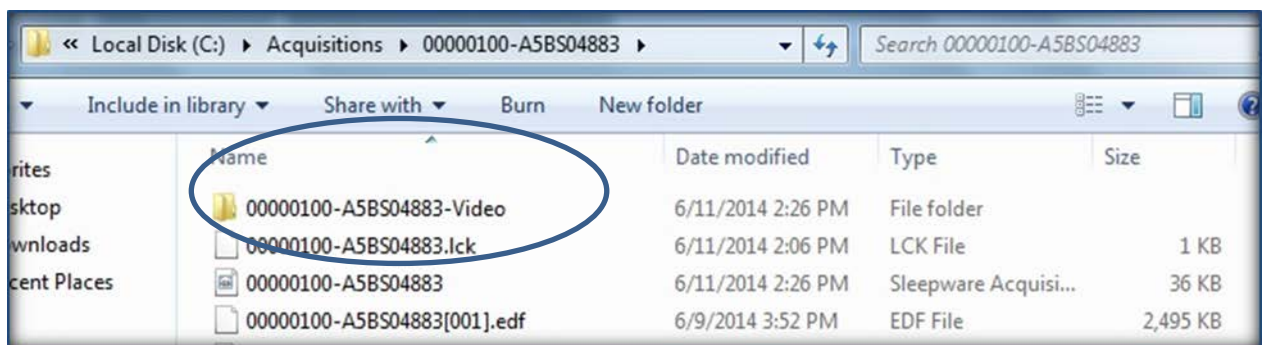 « Local Disk (C:) ▸ Acquisitions ▸ 00000100-A5BS04883 ▸ Search 00000100-A5BS04883
Include in library Share with Burn New folder
Name Date modified Type Size
rites
00000100-A5BS04883-Video 6/11/2014 2:26 PM File folder
sktop
00000100-A5BS04883.lck 6/11/2014 2:06 PM LCK File 1 KB
wnloads
00000100-A5BS04883 6/11/2014 2:26 PM Sleepware Acquisi... 36 KB
cent Places
00000100-A5BS04883[001].edf 6/9/2014 3:52 PM EDF File 2,495 KB